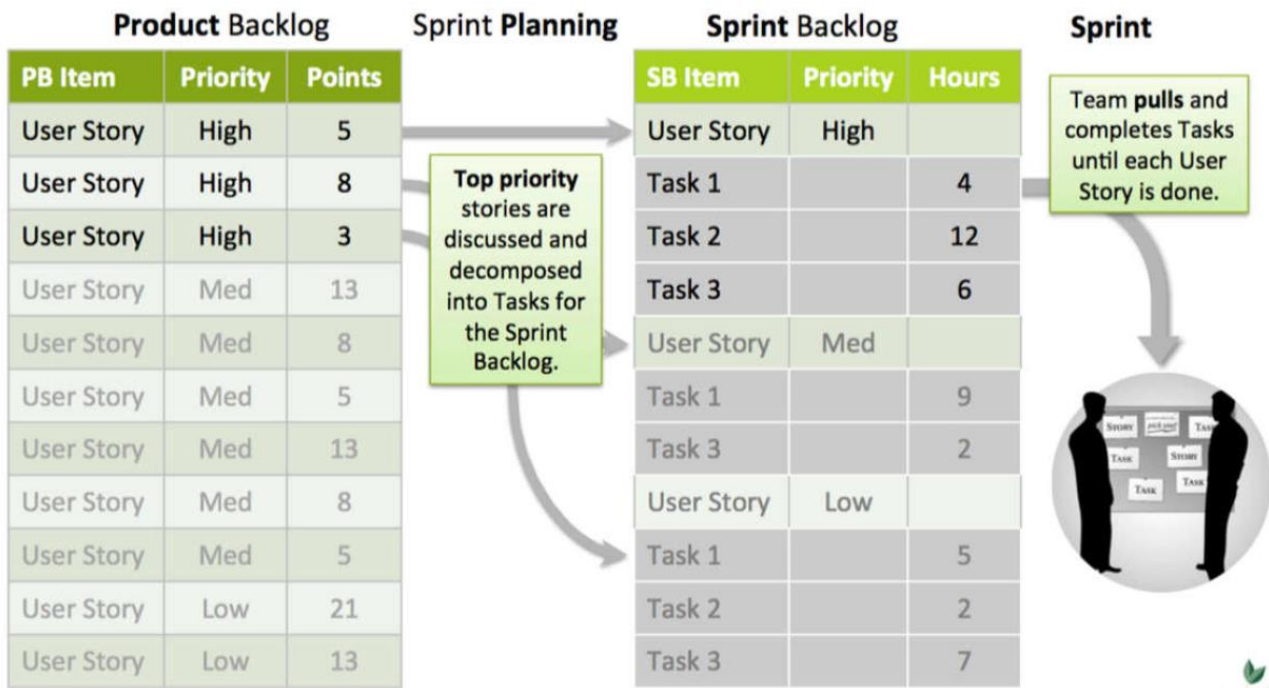 Product Backlog
PB Item Priority Points
User Story High 5
User Story High 8
User Story High 3
User Story Med 13
User Story Med 8
User Story Med 5
User Story Med 13
User Story Med 8
User Story Med 5
User Story Low 21
User Story Low 13
Sprint Planning
Top priority
stories are
discussed and
decomposed
into Tasks for
the Sprint
Backlog.
Sprint Backlog
SB Item Priority Hours
User Story High
Task 1 4
Task 2 12
Task 3 6
User Story Med
Task 1 9
Task 3 2
User Story Low
Task 1 5
Task 2 2
Task 3 7
Sprint
Team pulls and
completes Tasks
until each User
Story is done.
STORY
TASK
STORY
TASK
TASK